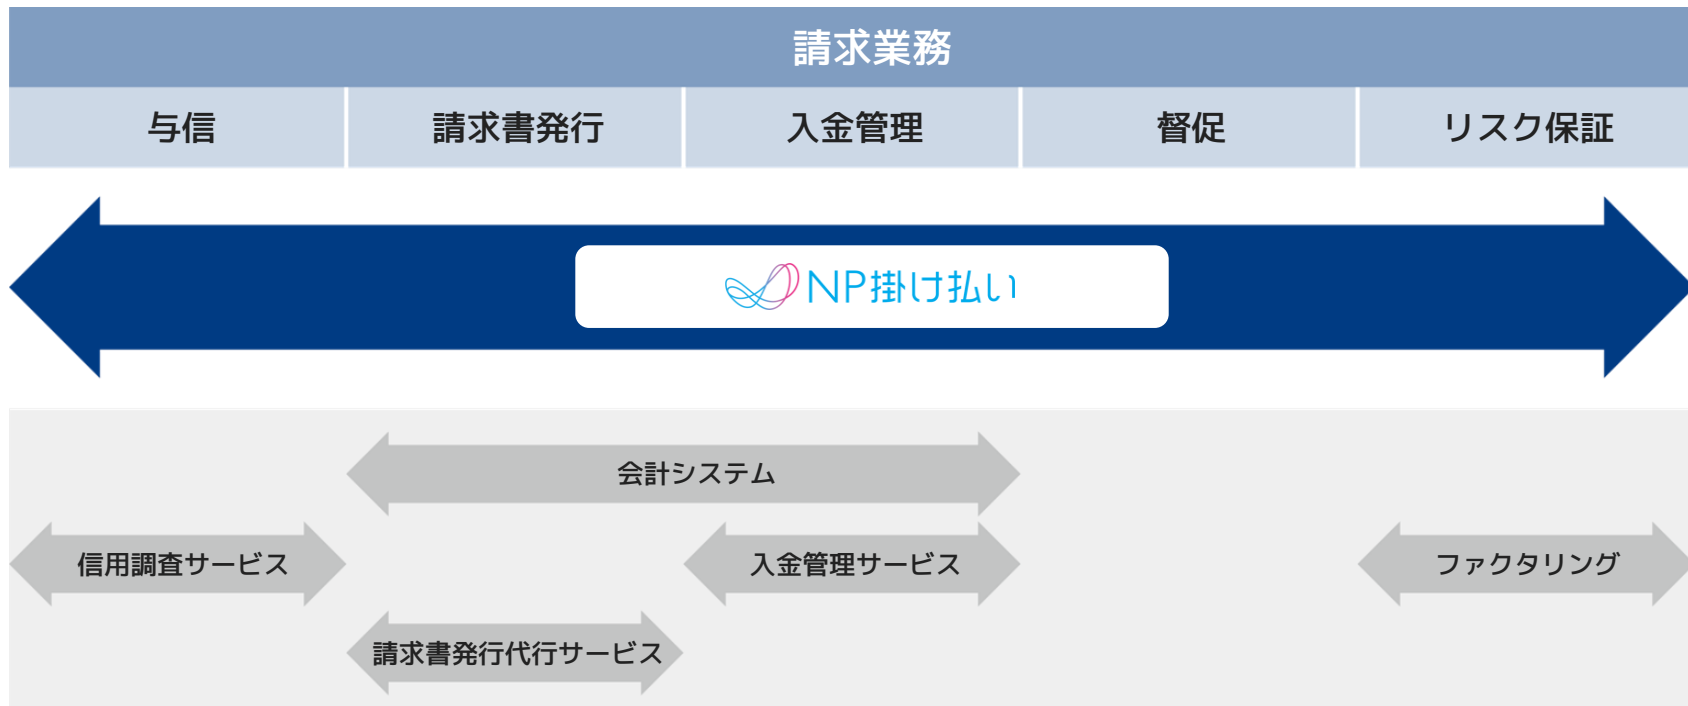 請求業務
与信
請求書発行
入金管理
督促
リスク保証
NP掛け払い
会計システム
信用調査サービス
入金管理サービス
ファクタリング
請求書発行代行サービス